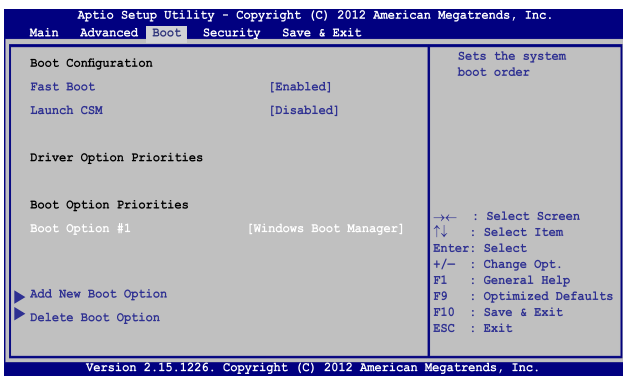 Aptio Setup Utility - Copyright (C) 2012 American Megatrends, Inc.
Main Advanced Boot Security Save & Exit
Boot Configuration
Fast Boot [Enabled]
Launch CSM [Disabled]
Driver Option Priorities
Boot Option Priorities
Boot Option #1 [Windows Boot Manager]
Add New Boot Option
Delete Boot Option
Sets the system
boot order
→← : Select Screen
↑↓ : Select Item
Enter: Select
+/— : Change Opt.
F1 : General Help
F9 : Optimized Defaults
F10 : Save & Exit
ESC : Exit
Version 2.15.1226. Copyright (C) 2012 American Megatrends, Inc.